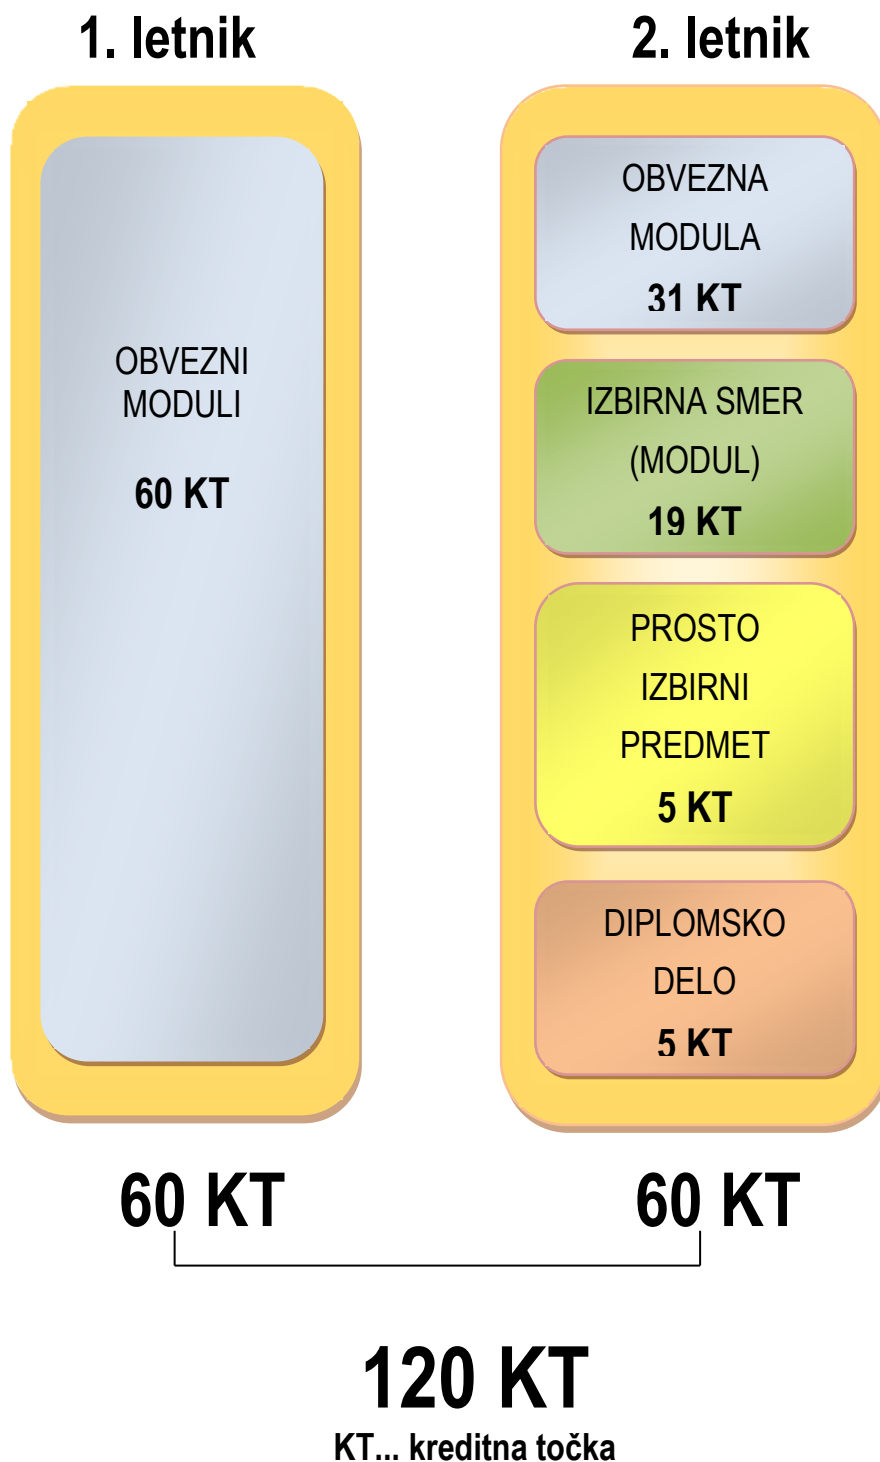 1. letnik
OBVEZNI
MODULI
60 KT
60 KT
2. letnik
OBVEZNA
MODULA
31 KT
IZBIRNA SMER
(MODUL)
19 KT
PROSTO
IZBIRNI
PREDMET
5 KT
DIPLOMSKO
DELO
5 KT
60 KT
120 KT
KT... kreditna točka